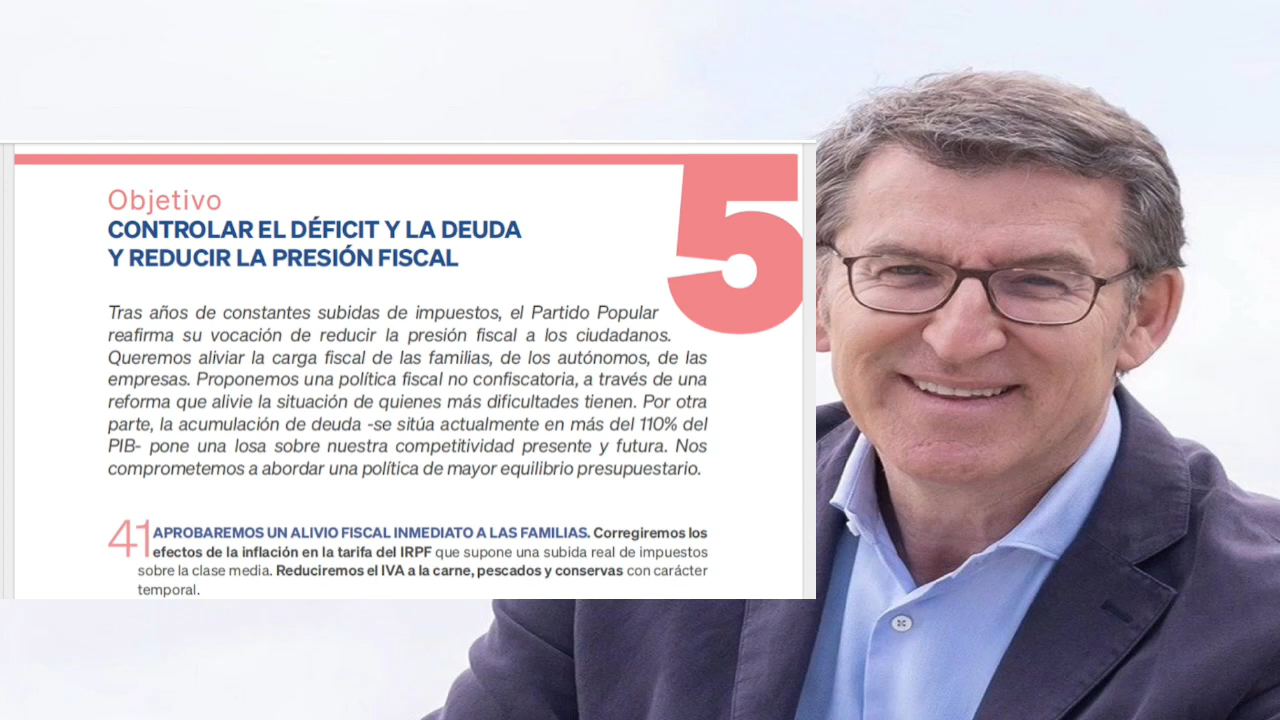 5
Objetivo
CONTROLAR EL DÉFICIT Y LA DEUDA
Y REDUCIR LA PRESIÓN FISCAL
Tras años de constantes subidas de impuestos, el Partido Popular
reafirma su vocación de reducir la presión fiscal a los ciudadanos.
Queremos aliviar la carga fiscal de las familias, de los autónomos, de las
empresas. Proponemos una política fiscal no confiscatoria, a través de una
reforma que alivie la situación de quienes más dificultades tienen. Por otra
parte, la acumulación de deuda -se sitúa actualmente en más del 110% del
PIB- pone una losa sobre nuestra competitividad presente y futura. Nos
comprometemos a abordar una política de mayor equilibrio presupuestario.
41 APROBAREMOS UN ALIVIO FISCAL INMEDIATO A LAS FAMILIAS. Corregiremos los
efectos de la inflación en la tarifa del IRPF que supone una subida real de impuestos
sobre la clase media. Reduciremos el IVA a la carne, pescados y conservas con carácter
temporal.